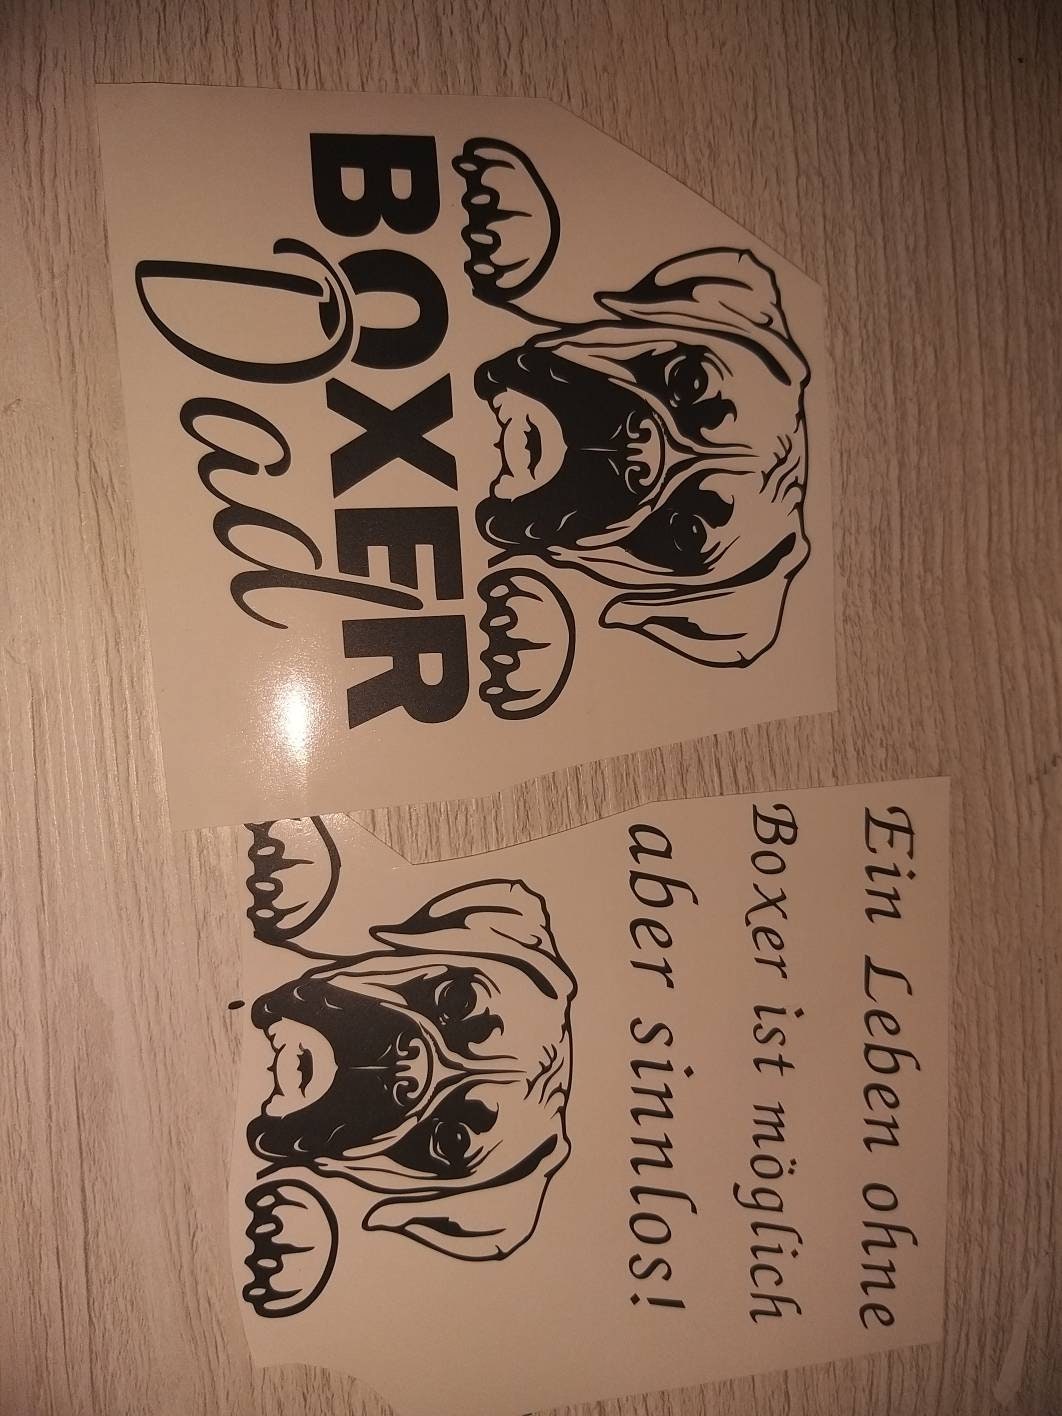 BOXER
Dad
Ein Leben ohne
Boxer ist möglich
aber sinnlos!